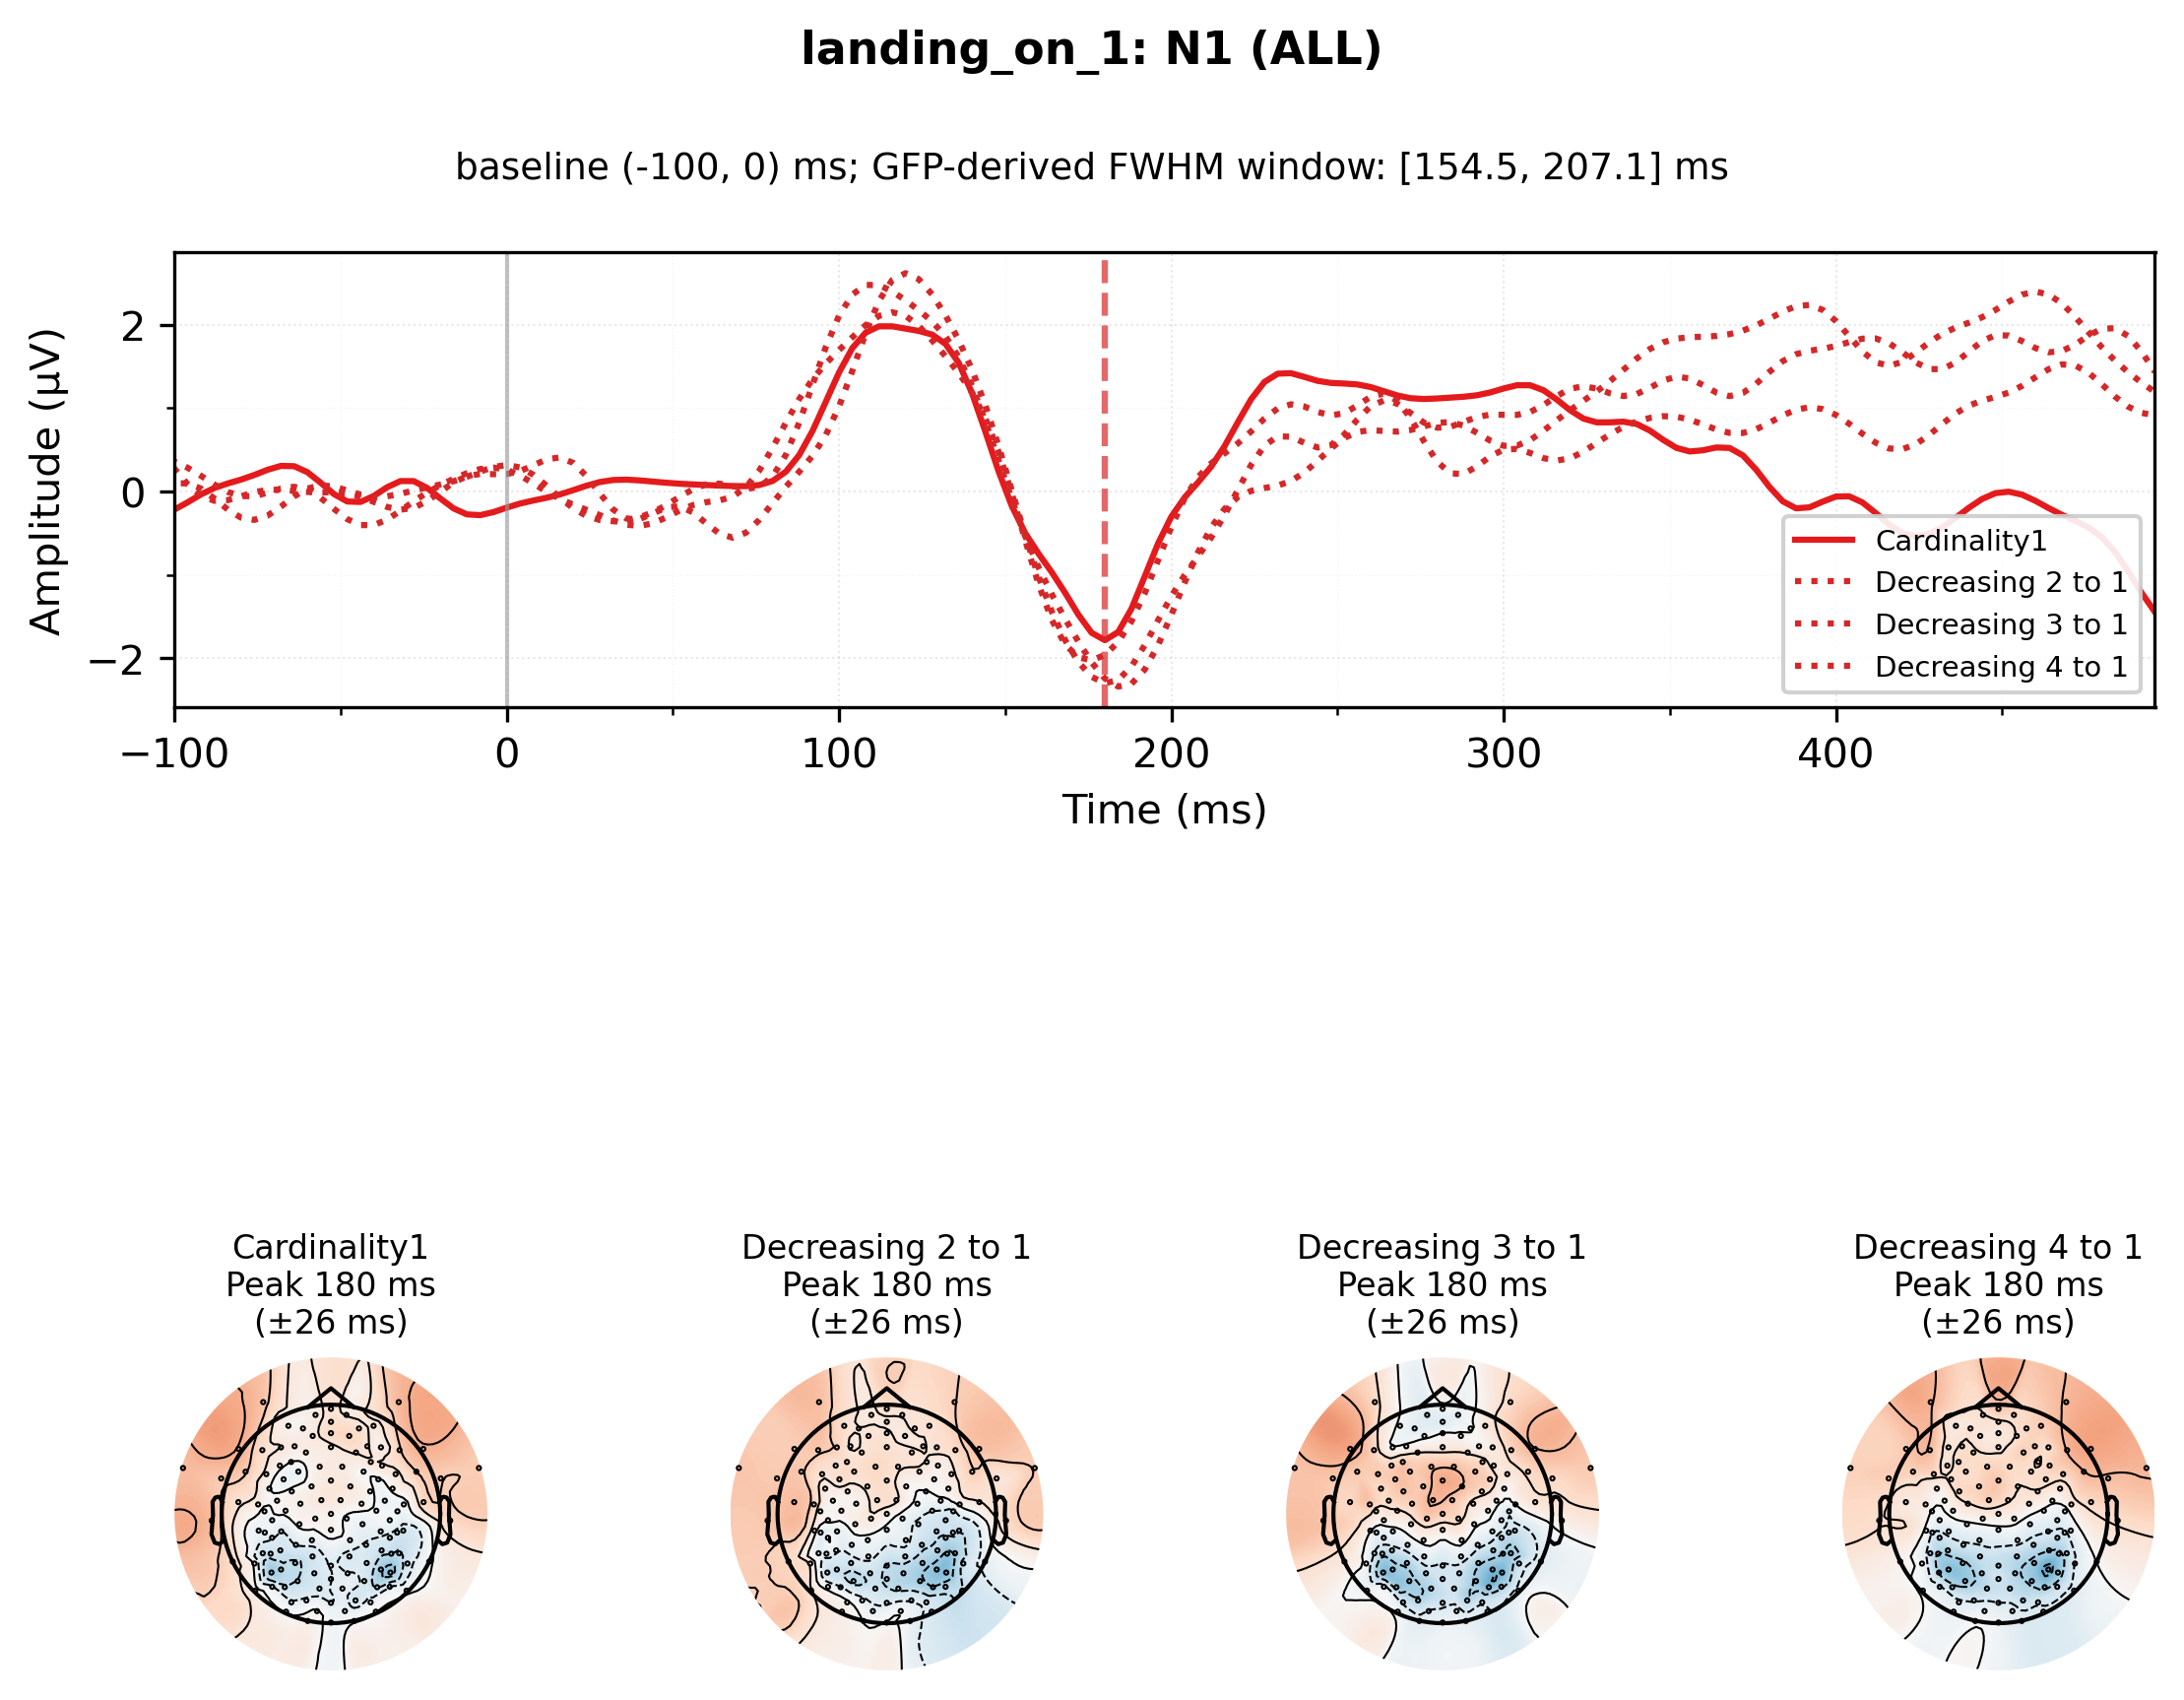 landing_on_1: N1 (ALL)
baseline (-100, 0) ms; GFP-derived FWHM window: [154.5, 207.1] ms
Amplitude (µV)
2
0
−2
Cardinality1
Decreasing 2 to 1
Decreasing 3 to 1
Decreasing 4 to 1
−100 0 100 200 300 400
Time (ms)
Cardinality1 Decreasing 2 to 1 Decreasing 3 to 1 Decreasing 4 to 1
Peak 180 ms Peak 180 ms Peak 180 ms Peak 180 ms
(±26 ms) (±26 ms) (±26 ms) (±26 ms)